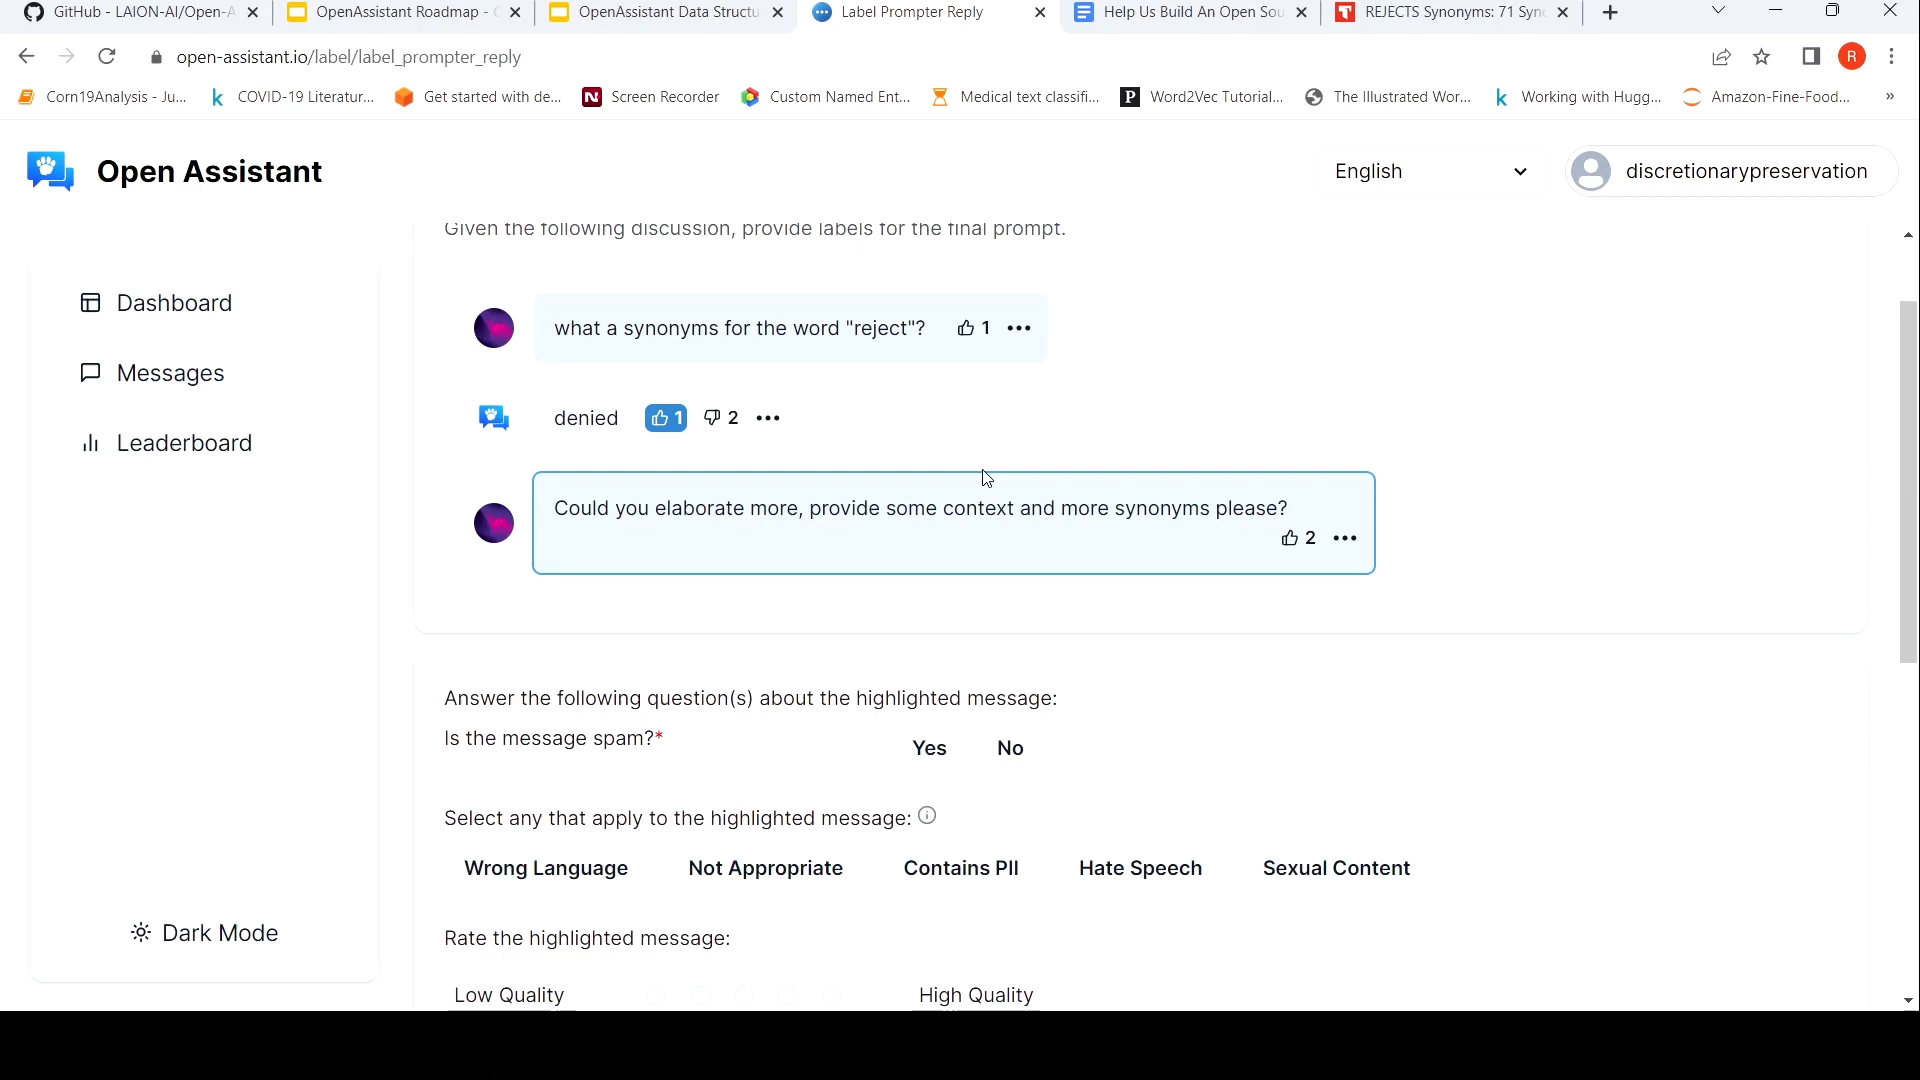 GitHub - LAION-AI/Open-A
OpenAssistant Roadmap -
OpenAssistant Data Structu
Label Prompter Reply
Help Us Build An Open Sou
REJECTS Synonyms: 71 Syn
open-assistant.io/label/label_prompter_reply
R
Corn19Analysis - Ju...
COVID-19 Literatur...
Get started with de...
Screen Recorder
Custom Named Ent...
Medical text classifi...
Word2Vec Tutorial...
The Illustrated Wor...
Working with Hugg...
Amazon-Fine-Food...
»
Open Assistant
English
discretionarypreservation
Given the following discussion, provide labels for the final prompt.
Dashboard
Messages
Leaderboard
Dark Mode
what a synonyms for the word "reject"? 1
denied 1 2
Could you elaborate more, provide some context and more synonyms please?
2
Answer the following question(s) about the highlighted message:
Is the message spam?* Yes No
Select any that apply to the highlighted message:
Wrong Language Not Appropriate Contains PII Hate Speech Sexual Content
Rate the highlighted message:
Low Quality High Quality